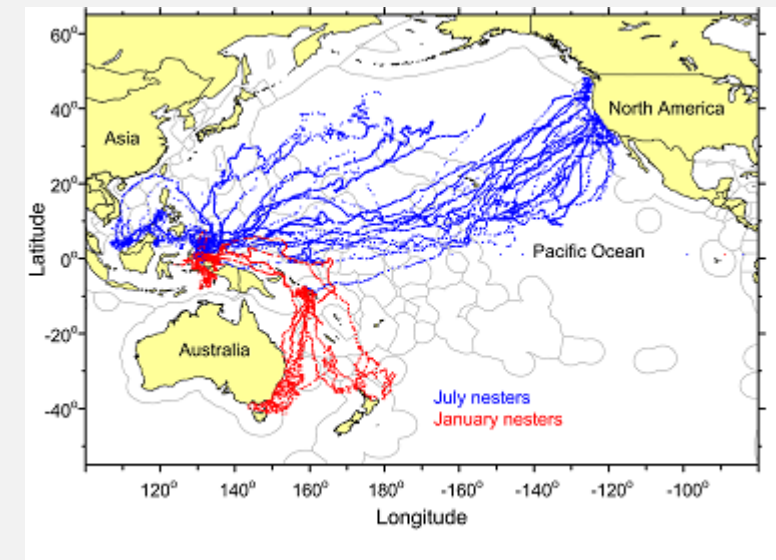 60°
40°
20°
0°
-20°
-40°
Latitude
Asia
North America
Pacific Ocean
Australia
July nesters
January nesters
120° 140° 160° 180° -160° -140° -120° -100°
Longitude